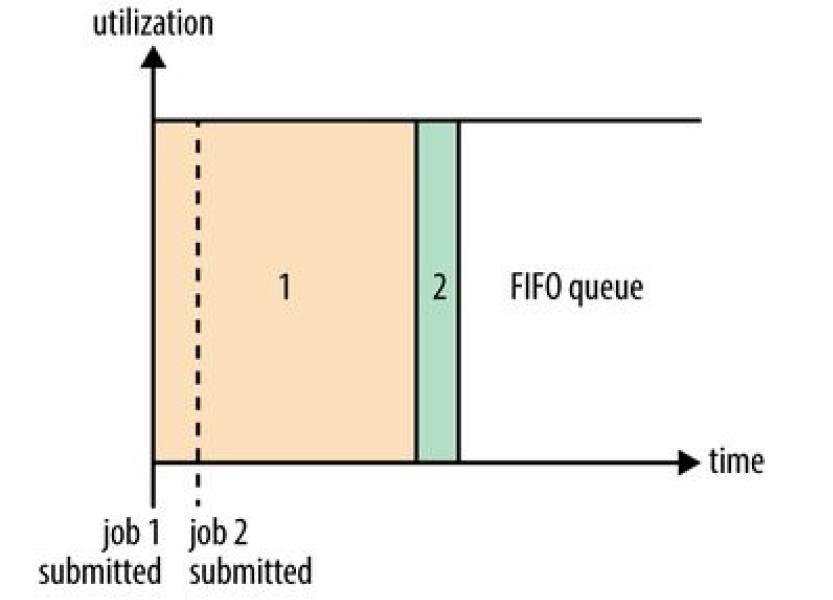 utilization
1
2
FIFO queue
time
job 1
submitted
job 2
submitted